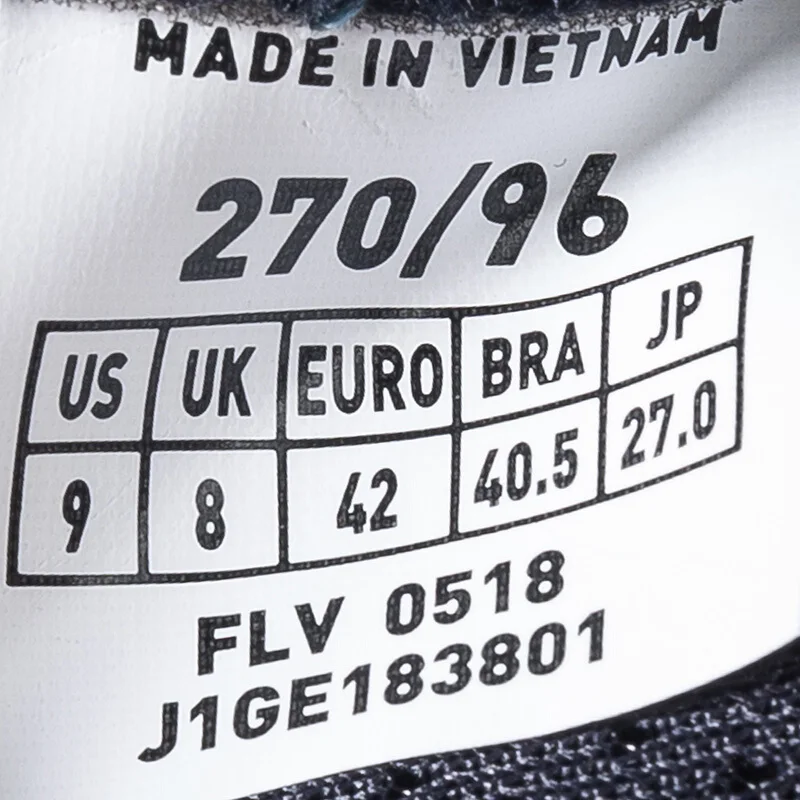 MADE IN VIETNAM
270/96
US UK EURO BRA JP
9 8 42 40.5 27.0
FLV 0518
J1GE183801